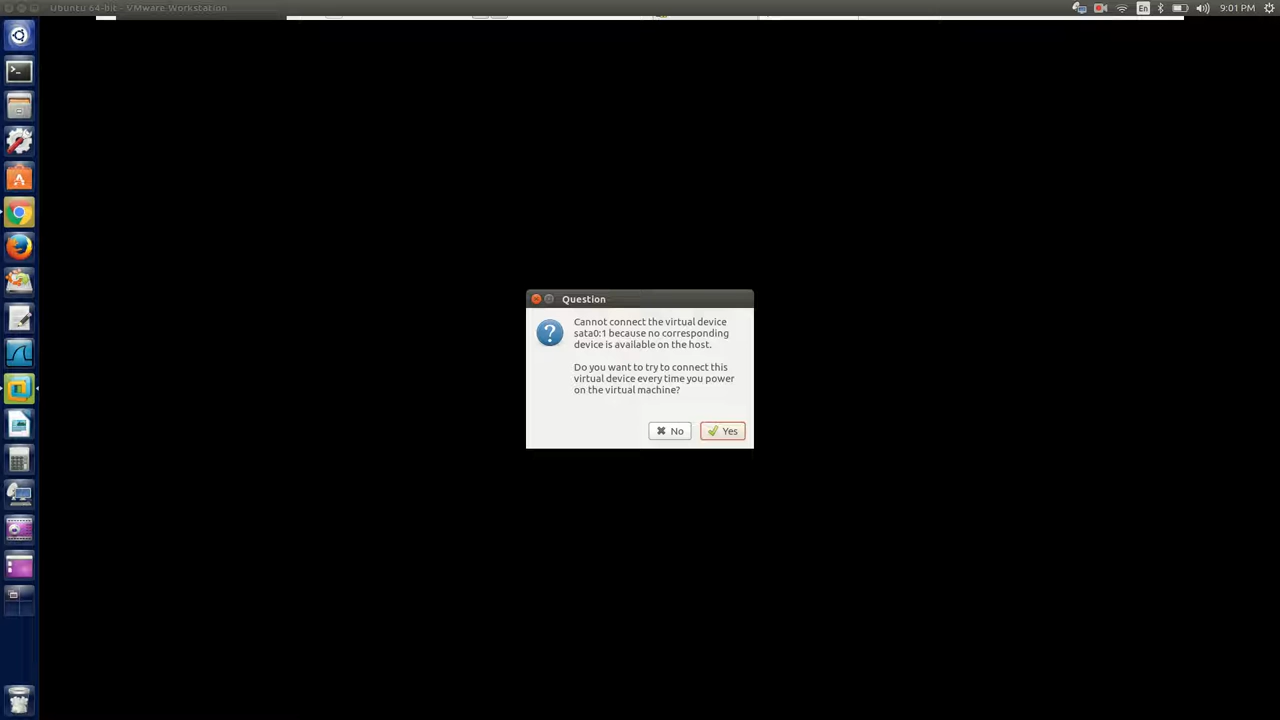 Ubuntu 64-bit - VMware Workstation
En
9:01 PM
Question
Cannot connect the virtual device
sata0:1 because no corresponding
device is available on the host.
Do you want to try to connect this
virtual device every time you power
on the virtual machine?
No
Yes